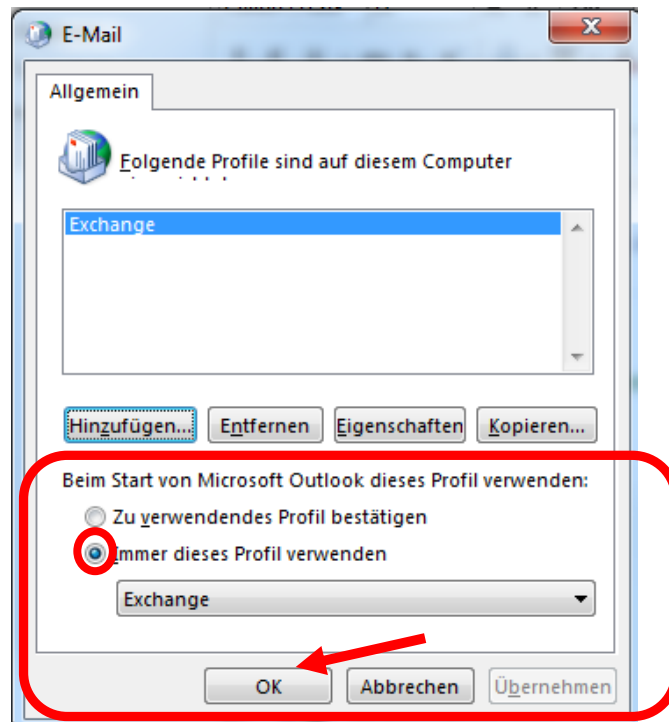 E-Mail
Allgemein
Folgende Profile sind auf diesem Computer
Exchange
Hinzufügen... Entfernen Eigenschaften Kopieren...
Beim Start von Microsoft Outlook dieses Profil verwenden:
Zu verwendendes Profil bestätigen
Immer dieses Profil verwenden
Exchange
OK Abbrechen Übernehmen